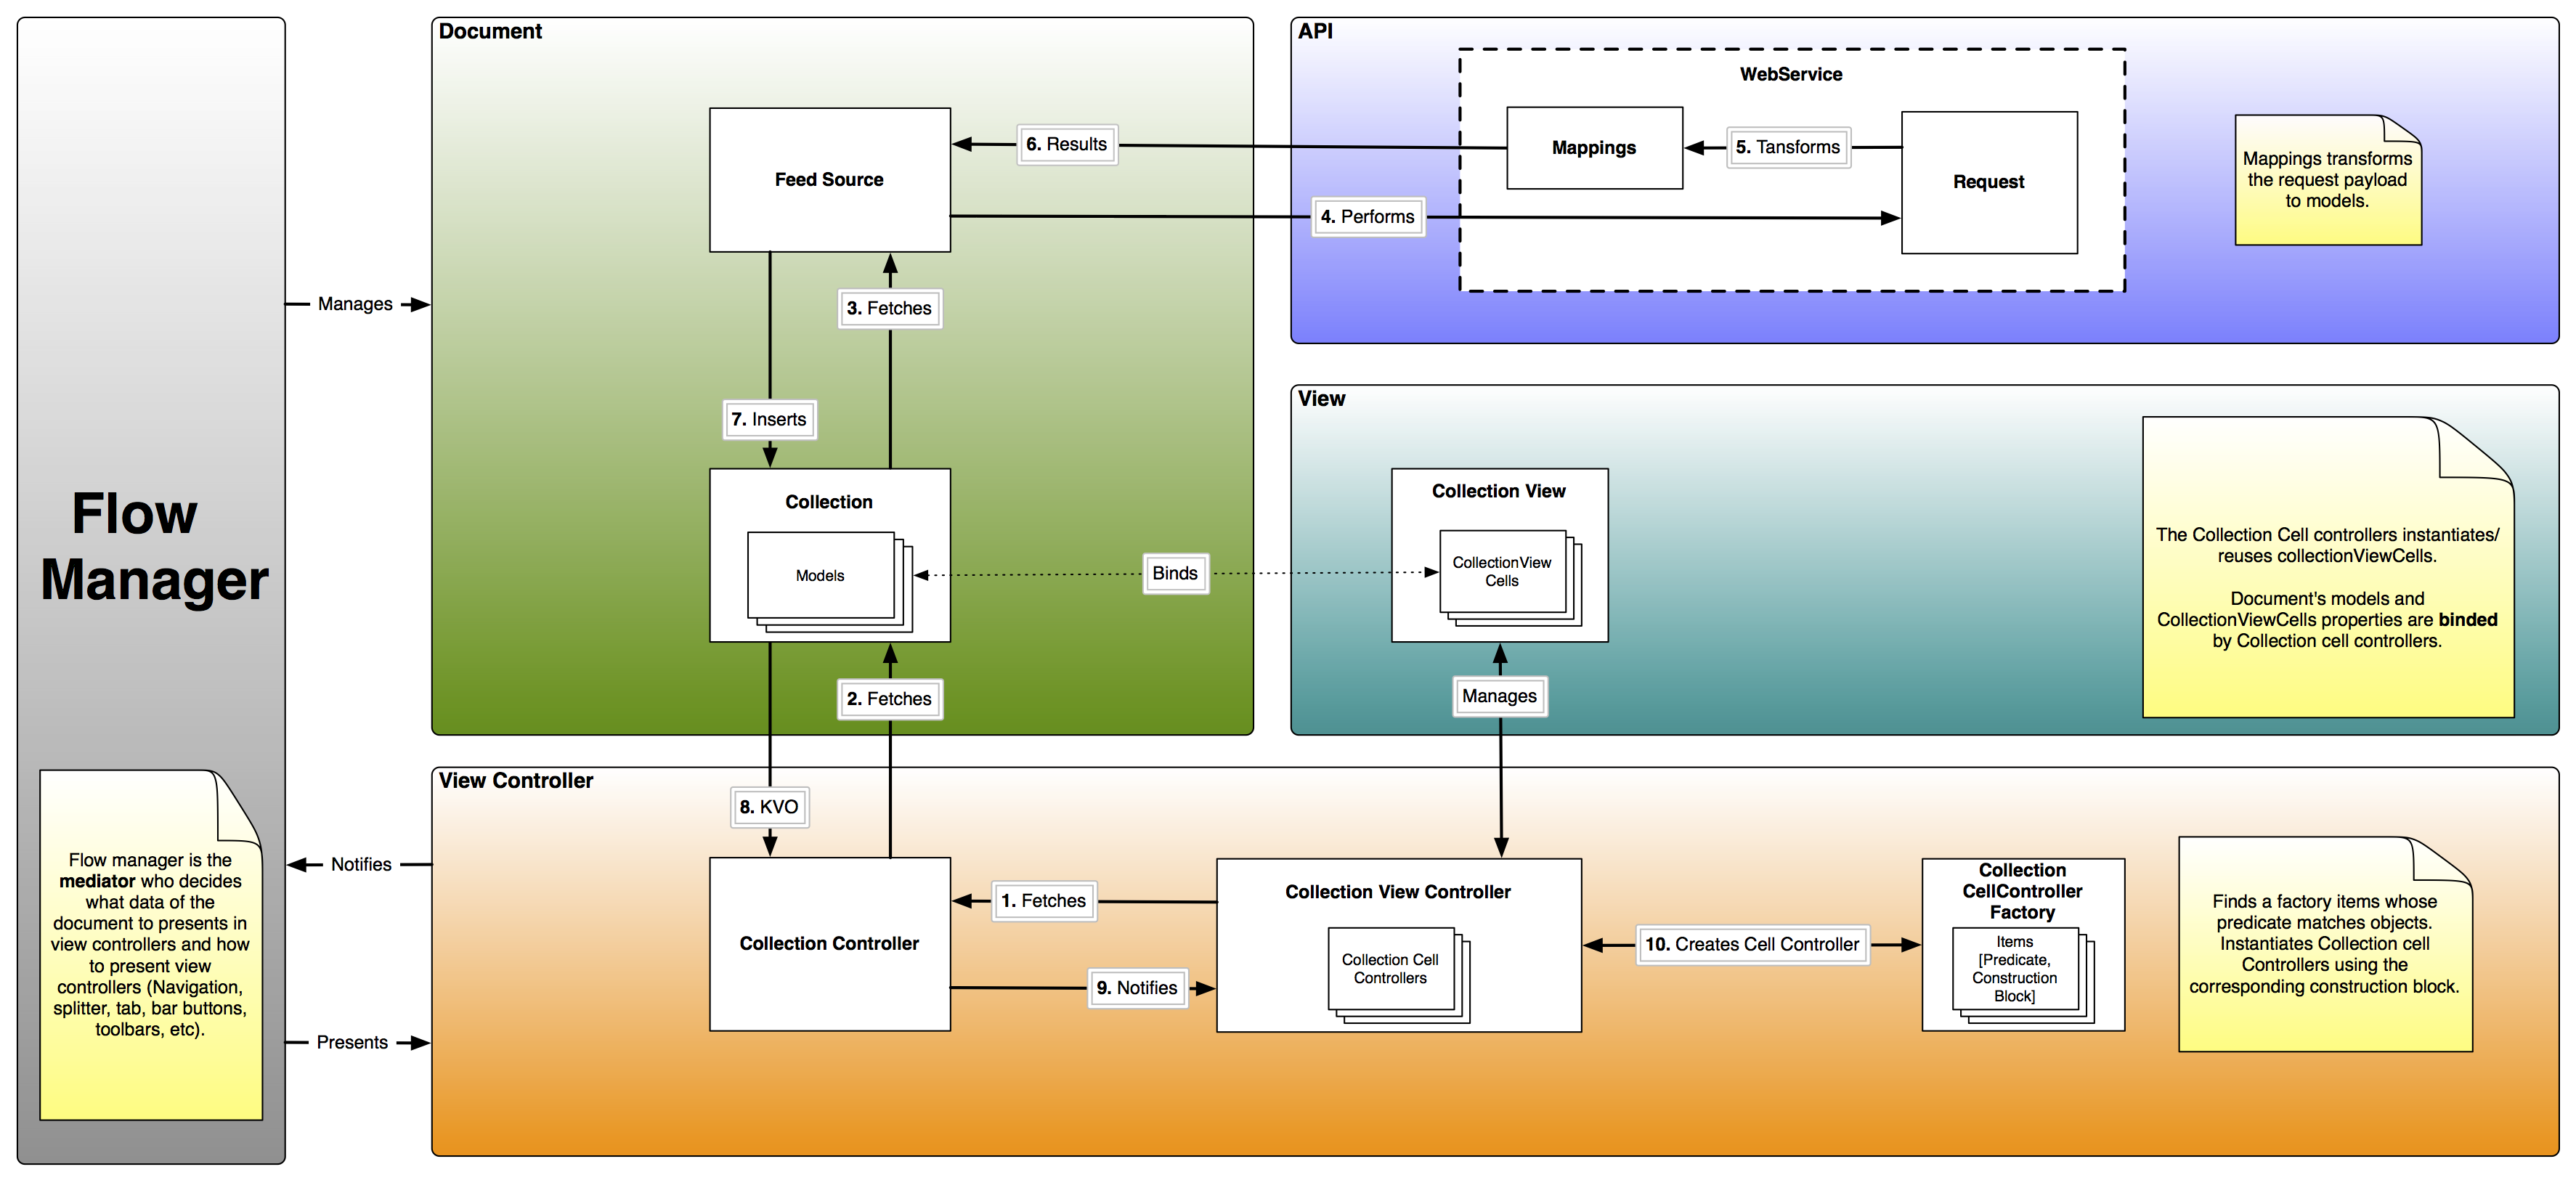 Flow
Manager
Flow manager is the
mediator who decides
what data of the
document to presents in
view controllers and how
to present view
controllers (Navigation,
splitter, tab, bar buttons,
toolbars, etc).
Manages
Notifies
Presents
Document
Feed Source
6. Results
4. Performs
3. Fetches
7. Inserts
Collection
Models
Binds
2. Fetches
8. KVO
API
WebService
Mappings
5. Tansforms
Request
Mappings transforms
the request payload
to models.
View
Collection View
CollectionView
Cells
Manages
The Collection Cell controllers instantiates/
reuses collectionViewCells.
Document's models and
CollectionViewCells properties are binded
by Collection cell controllers.
View Controller
Collection Controller
1. Fetches
9. Notifies
Collection View Controller
Collection Cell
Controllers
10. Creates Cell Controller
Collection
CellController
Factory
Items
[Predicate,
Construction
Block]
Finds a factory items whose
predicate matches objects.
Instantiates Collection cell
Controllers using the
corresponding construction block.